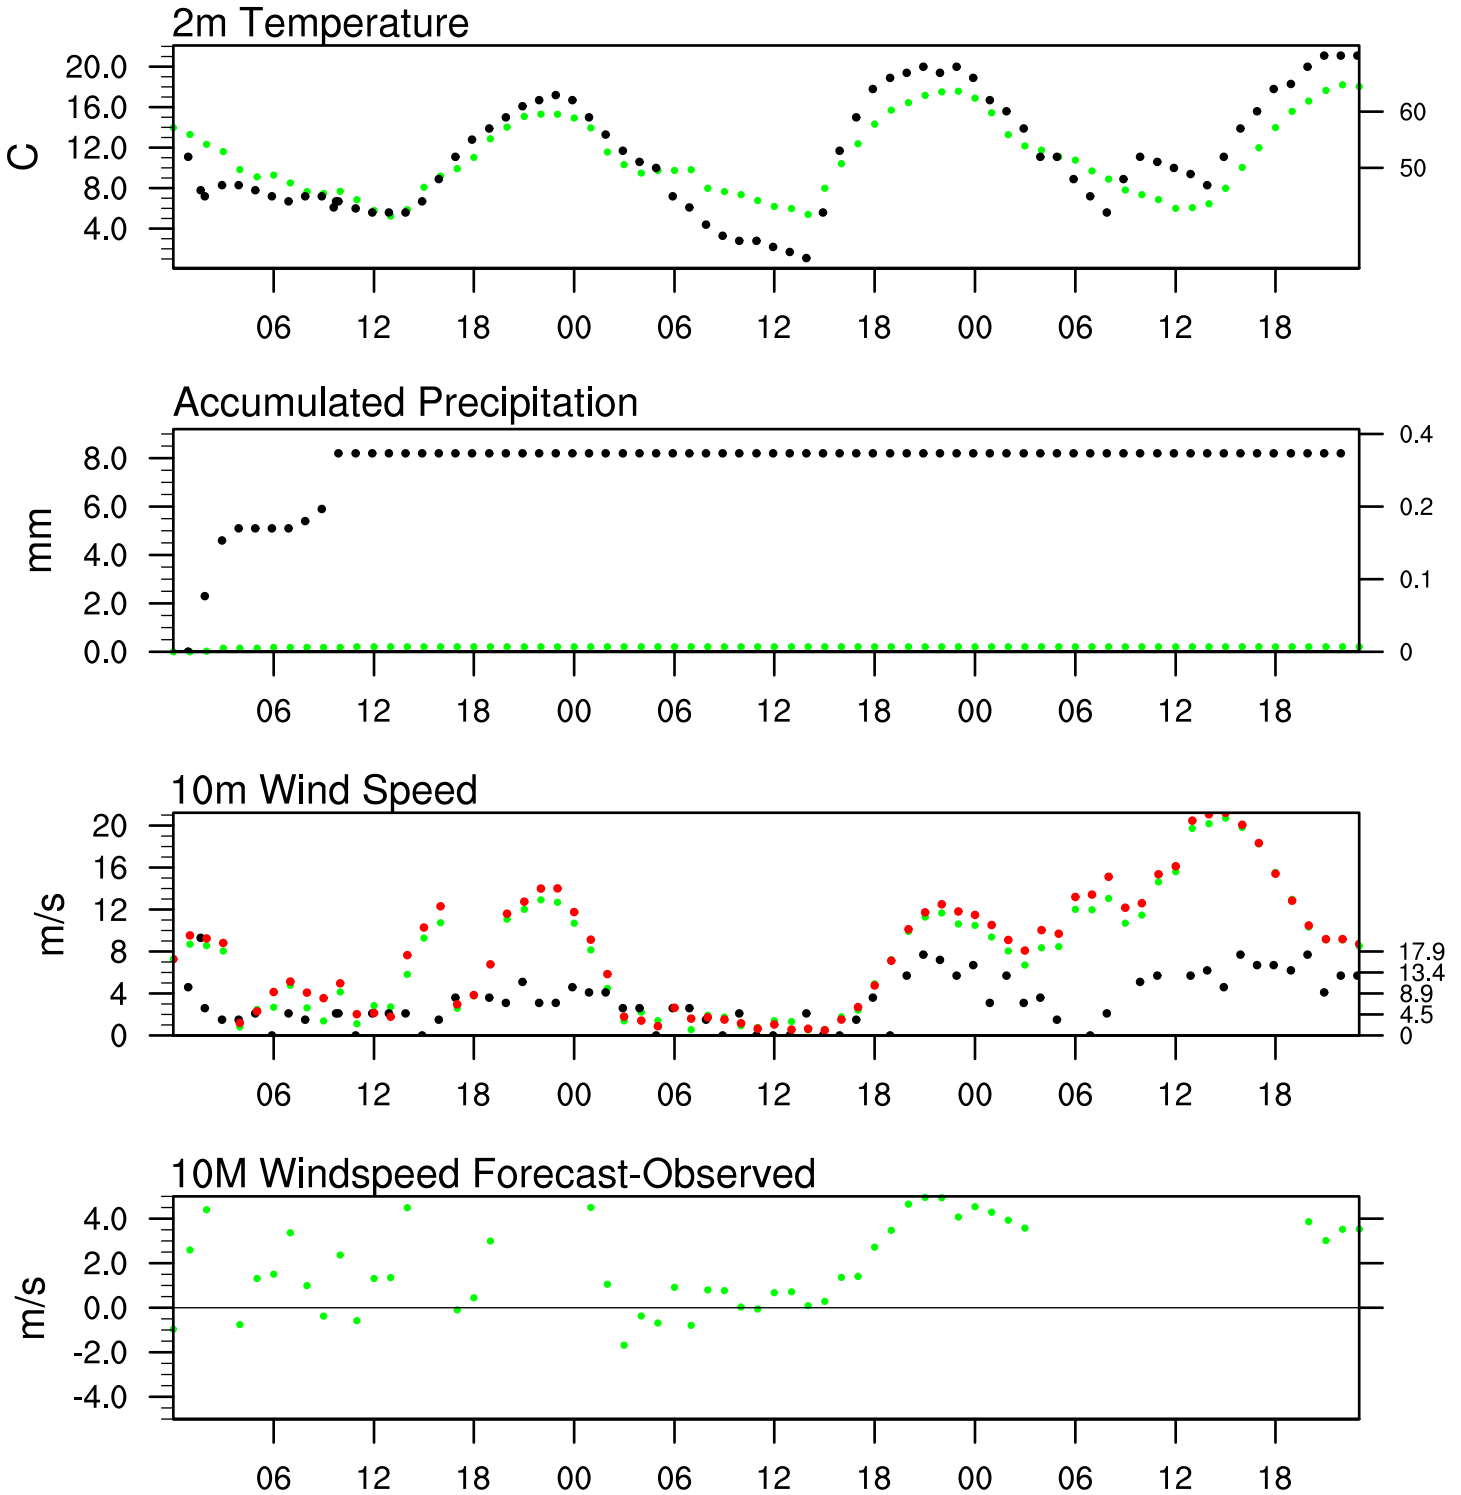 2m Temperature
20.0
16.0
12.0
8.0
4.0
C
60
50
06 12 18 00 06 12 18 00 06 12 18
Accumulated Precipitation
8.0
6.0
4.0
2.0
0.0
mm
0.4
0.2
0.1
0
06 12 18 00 06 12 18 00 06 12 18
10m Wind Speed
20
16
12
8
4
0
m/s
17.9
13.4
8.9
4.5
0
06 12 18 00 06 12 18 00 06 12 18
10M Windspeed Forecast-Observed
4.0
2.0
0.0
-2.0
-4.0
m/s
06 12 18 00 06 12 18 00 06 12 18